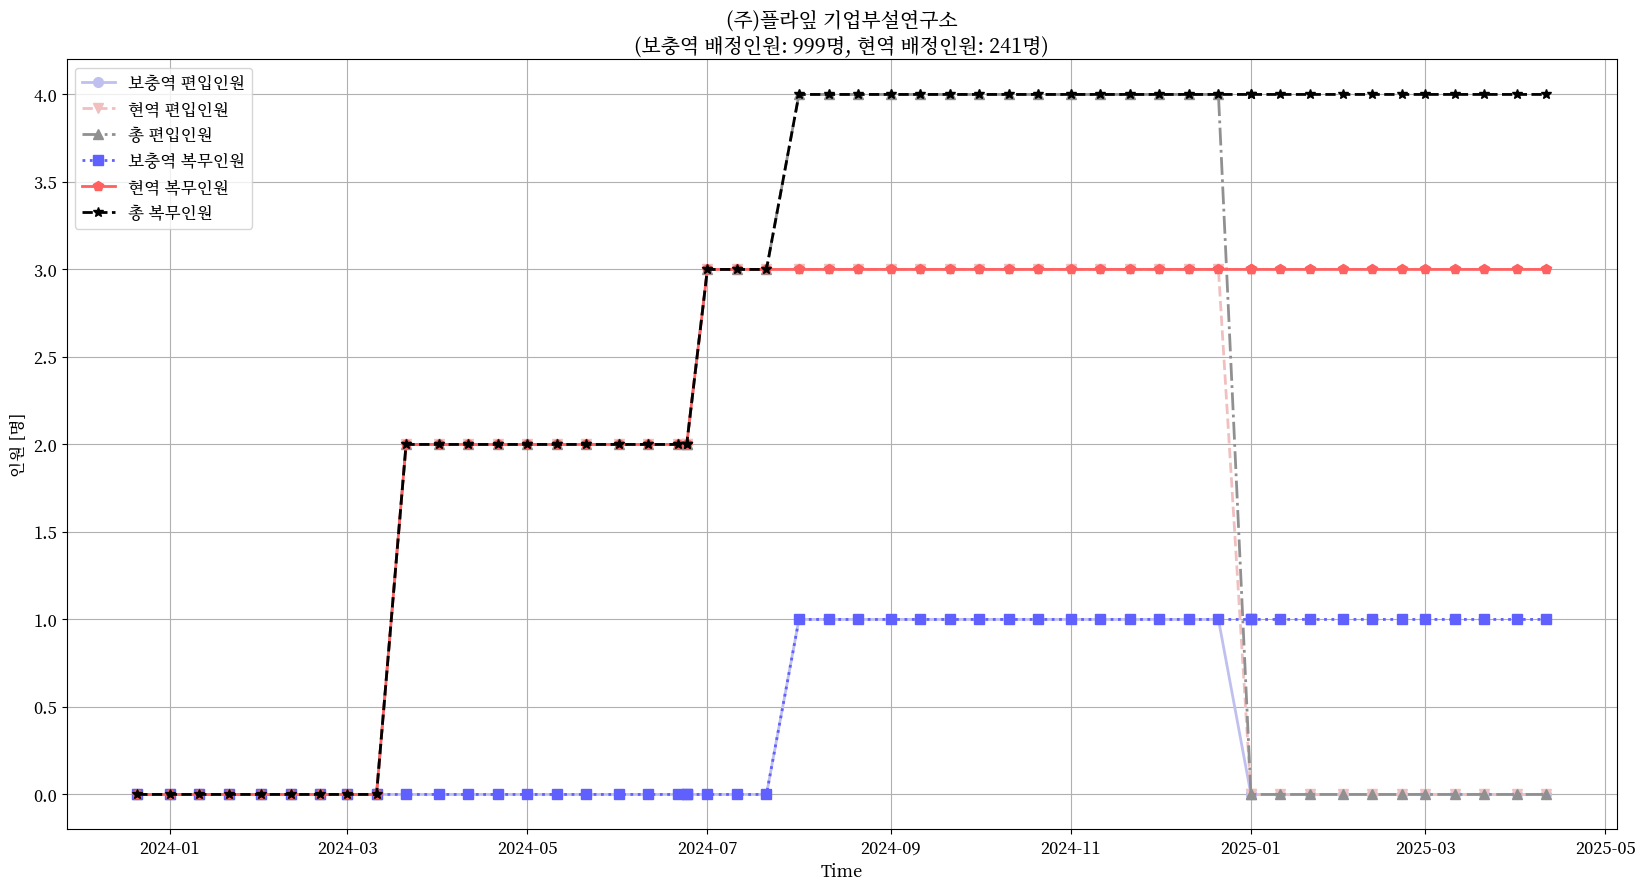 (주)플라잎 기업부설연구소
(보충역 배정인원: 999명, 현역 배정인원: 241명)
보충역 편입인원
현역 편입인원
총 편입인원
보충역 복무인원
현역 복무인원
총 복무인원
4.0
3.5
3.0
2.5
2.0
1.5
1.0
0.5
0.0
인원 [명]
2024-01 2024-03 2024-05 2024-07 2024-09 2024-11 2025-01 2025-03 2025-05
Time